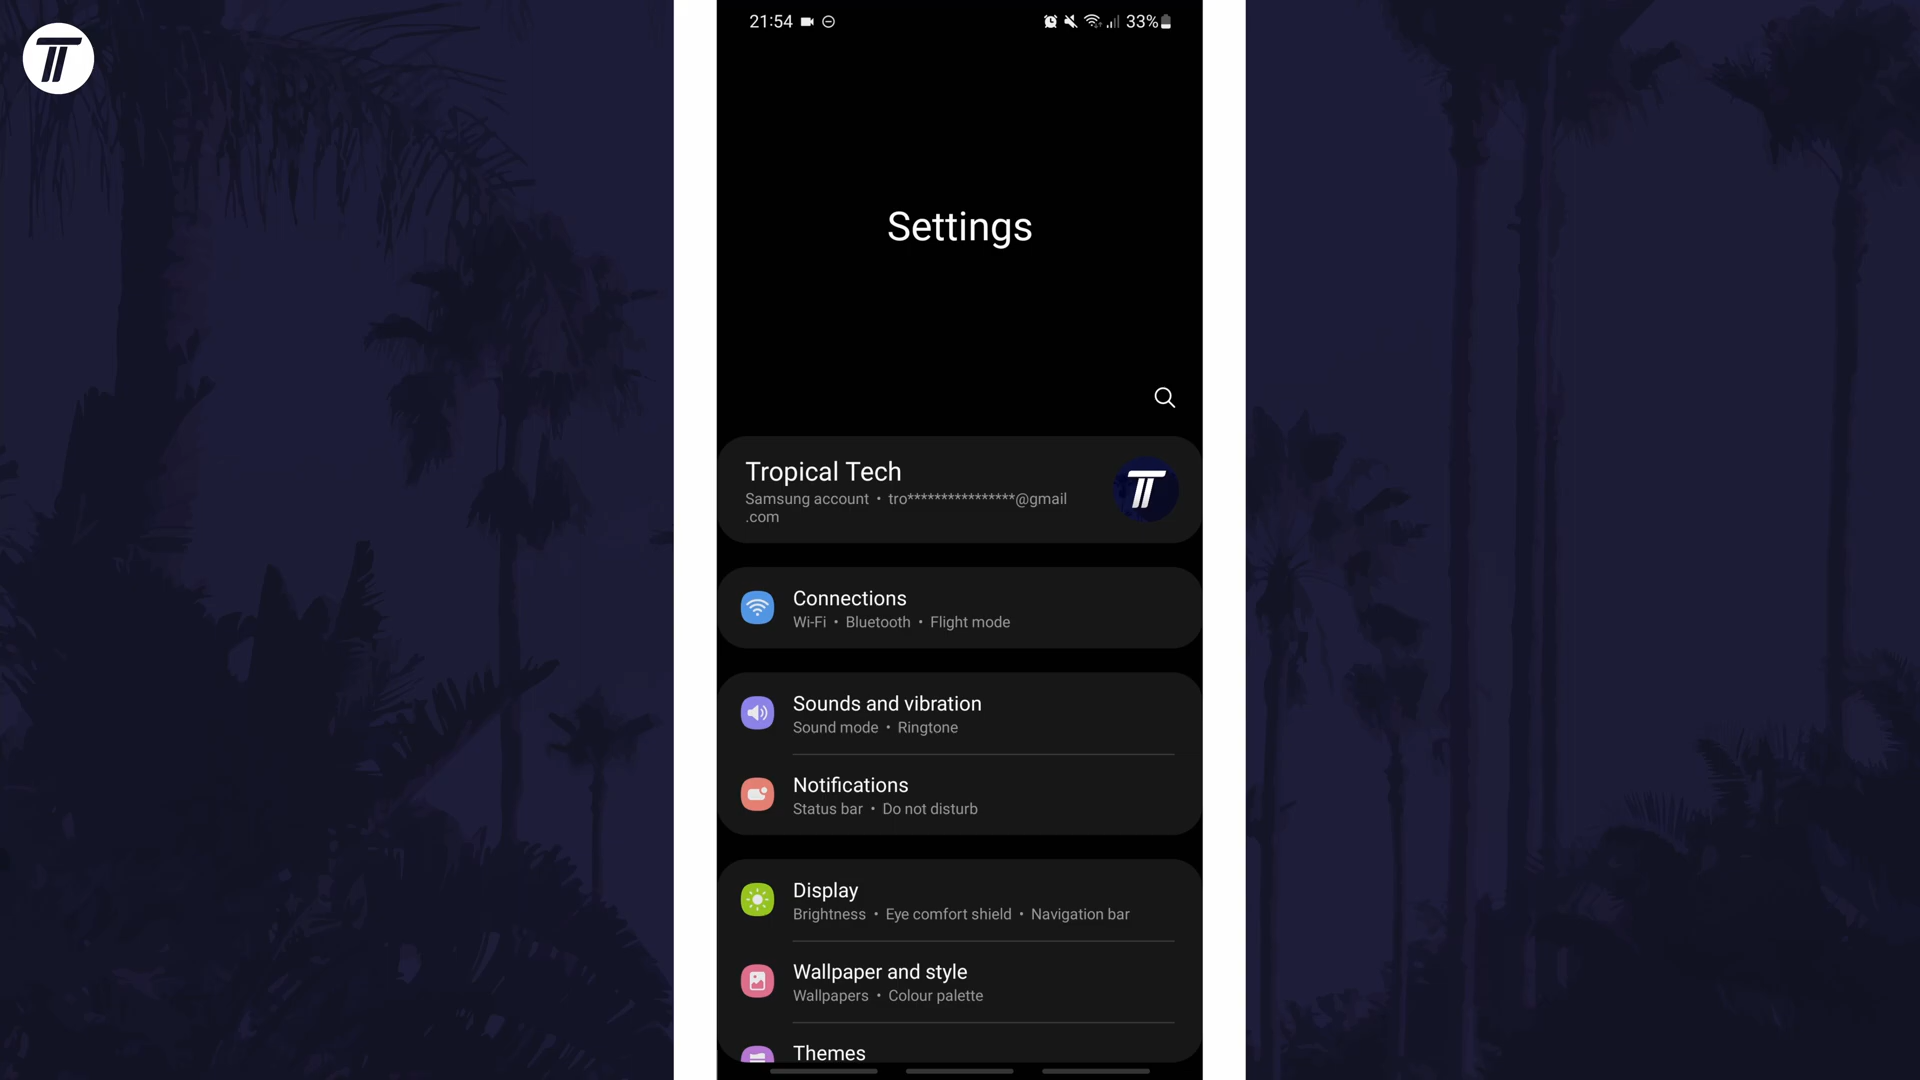 21:54
33%
Settings
Tropical Tech
Samsung account • tro****************@gmail
.com
Connections
Wi-Fi • Bluetooth • Flight mode
Sounds and vibration
Sound mode • Ringtone
Notifications
Status bar • Do not disturb
Display
Brightness • Eye comfort shield • Navigation bar
Wallpaper and style
Wallpapers • Colour palette
Themes